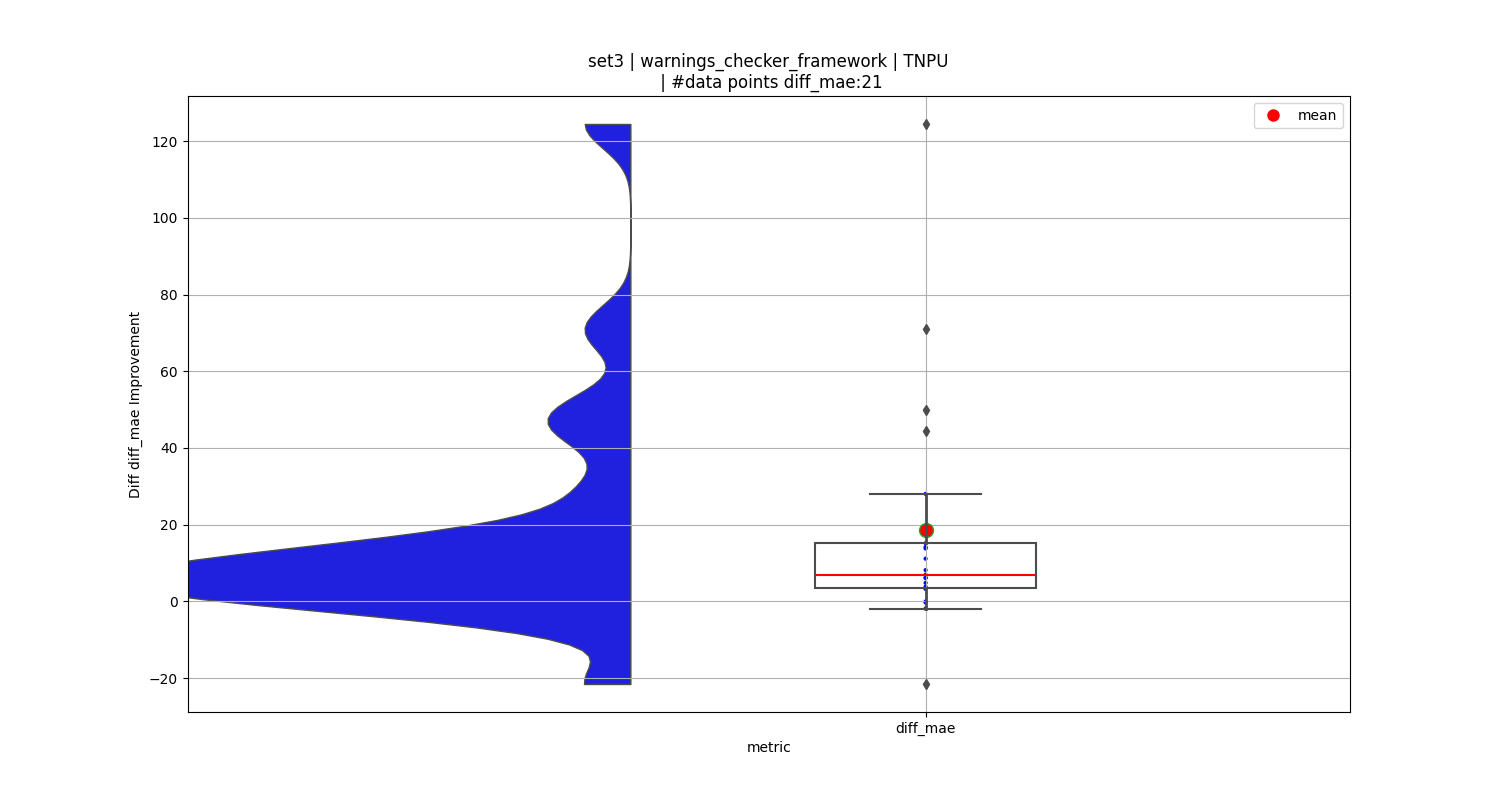 set3 | warnings_checker_framework | TNPU
| #data points diff_mae:21
mean
120
100
80
60
40
20
0
−20
Diff diff_mae Improvement
diff_mae
metric